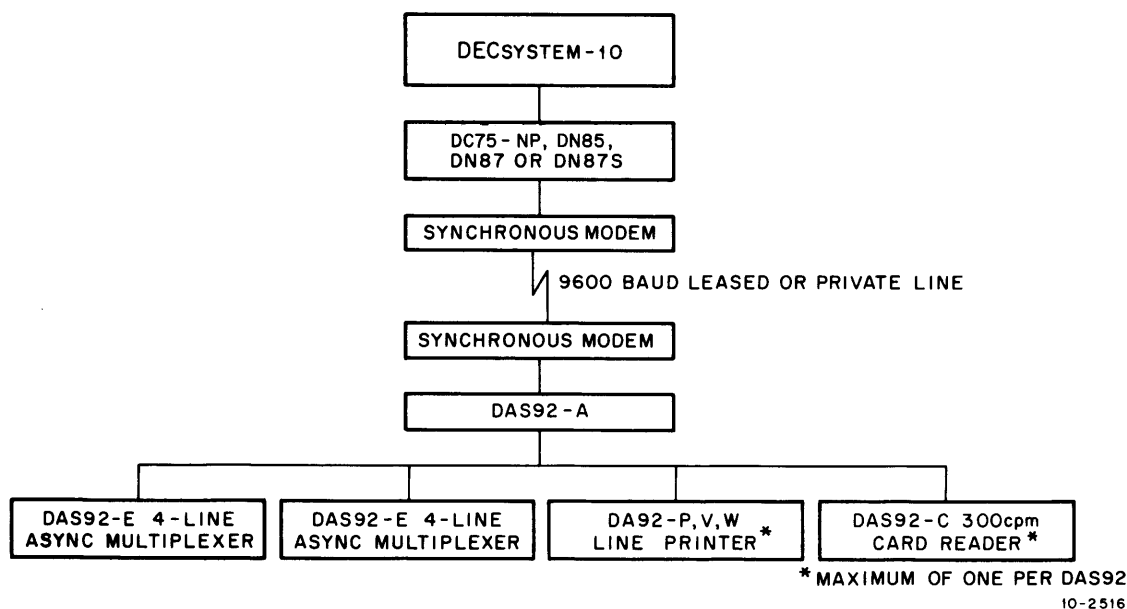 DECSYSTEM-10
DC75-NP, DN85,
DN87 OR DN87S
SYNCHRONOUS MODEM
9600 BAUD LEASED OR PRIVATE LINE
SYNCHRONOUS MODEM
DAS92-A
DAS92-E 4-LINE
ASYNC MULTIPLEXER
DAS92-E 4-LINE
ASYNC MULTIPLEXER
DA92-P,V,W
LINE PRINTER*
DAS92-C 300cpm
CARD READER*
*MAXIMUM OF ONE PER DAS92
10-2516